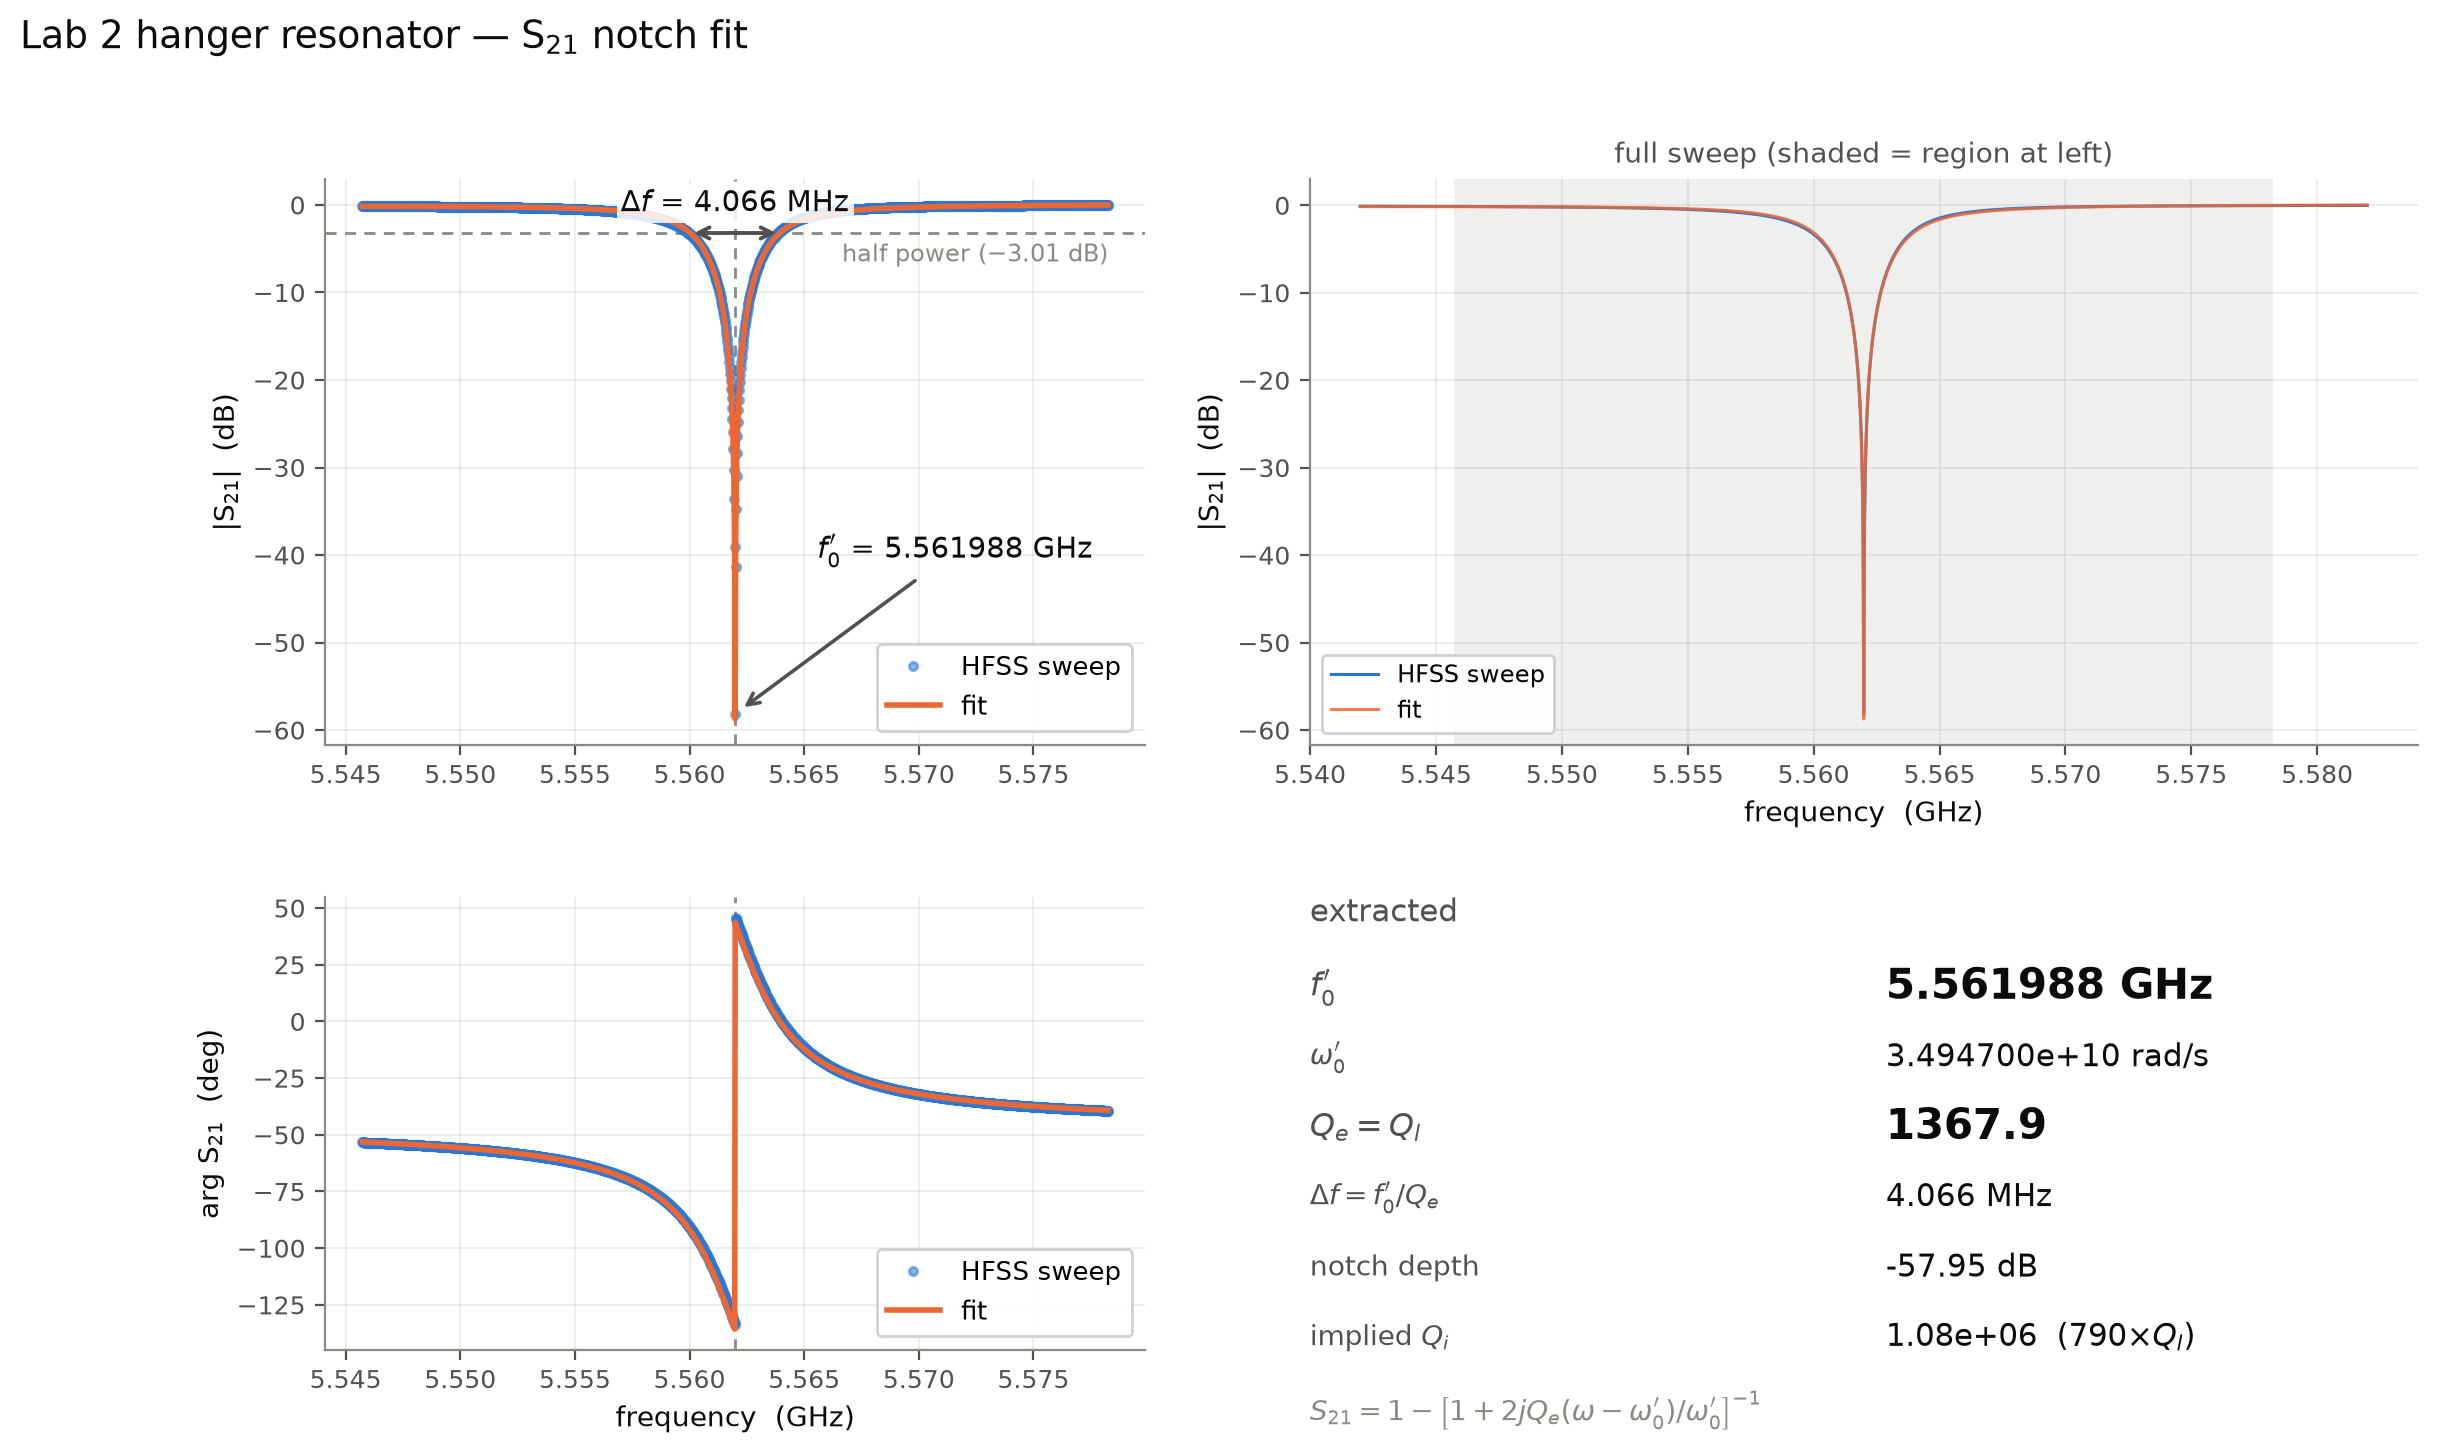 Lab 2 hanger resonator — S₂₁ notch fit
Δf = 4.066 MHz
half power (−3.01 dB)
f₀′ = 5.561988 GHz
HFSS sweep
fit
0
−10
−20
−30
−40
−50
−60
|S₂₁| (dB)
5.545 5.550 5.555 5.560 5.565 5.570 5.575
full sweep (shaded = region at left)
0
−10
−20
−30
−40
−50
−60
|S₂₁| (dB)
HFSS sweep
fit
5.540 5.545 5.550 5.555 5.560 5.565 5.570 5.575 5.580
frequency (GHz)
50
25
0
−25
−50
−75
−100
−125
arg S₂₁ (deg)
HFSS sweep
fit
5.545 5.550 5.555 5.560 5.565 5.570 5.575
frequency (GHz)
extracted
f₀′ 5.561988 GHz
ω₀′ 3.494700e+10 rad/s
Qₑ = Qₗ 1367.9
Δf = f₀′/Qₑ 4.066 MHz
notch depth -57.95 dB
implied Qᵢ 1.08e+06 (790×Qₗ)
S₂₁ = 1 − [1 + 2jQₑ(ω − ω₀′)/ω₀′]⁻¹